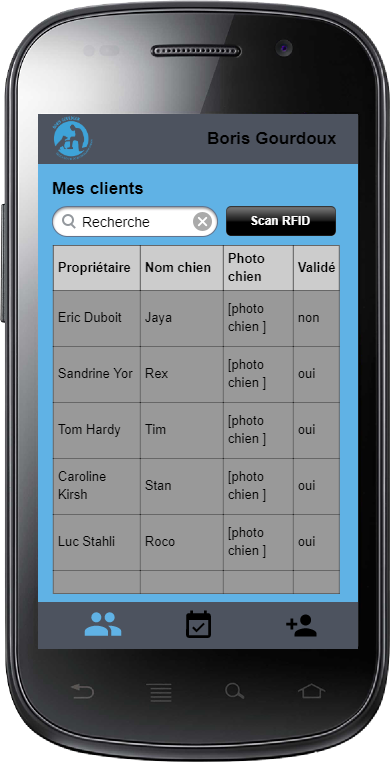 Boris Gourdoux
Mes clients
Recherche
Scan RFID
Propriétaire Nom chien Photo chien Validé
Eric Duboit Jaya [photo chien ] non
Sandrine Yor Rex [photo chien ] oui
Tom Hardy Tim [photo chien ] oui
Caroline Kirsh Stan [photo chien ] oui
Luc Stahli Roco [photo chien ] oui